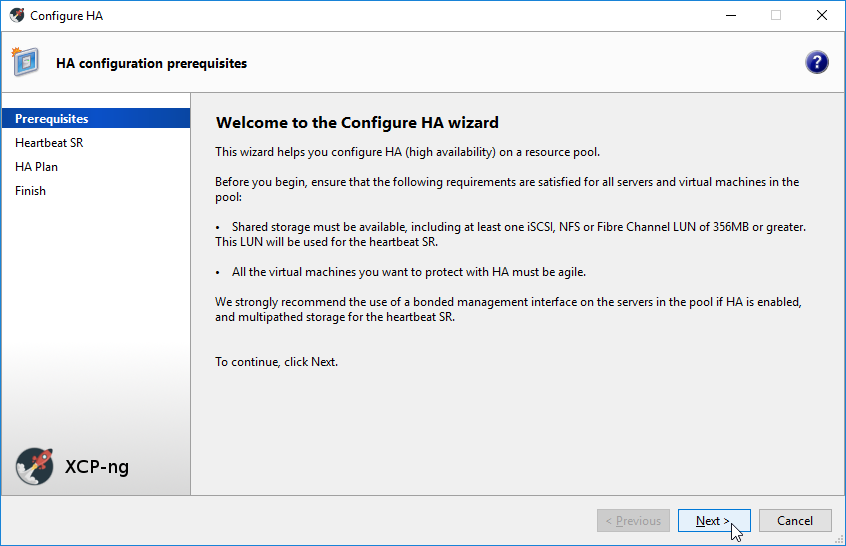 Configure HA
HA configuration prerequisites
?
Prerequisites
Heartbeat SR
HA Plan
Finish
Welcome to the Configure HA wizard
This wizard helps you configure HA (high availability) on a resource pool.
Before you begin, ensure that the following requirements are satisfied for all servers and virtual machines in the
pool:
• Shared storage must be available, including at least one iSCSI, NFS or Fibre Channel LUN of 356MB or greater.
This LUN will be used for the heartbeat SR.
• All the virtual machines you want to protect with HA must be agile.
We strongly recommend the use of a bonded management interface on the servers in the pool if HA is enabled,
and multipathed storage for the heartbeat SR.
To continue, click Next.
XCP-ng
< Previous
Next >
Cancel